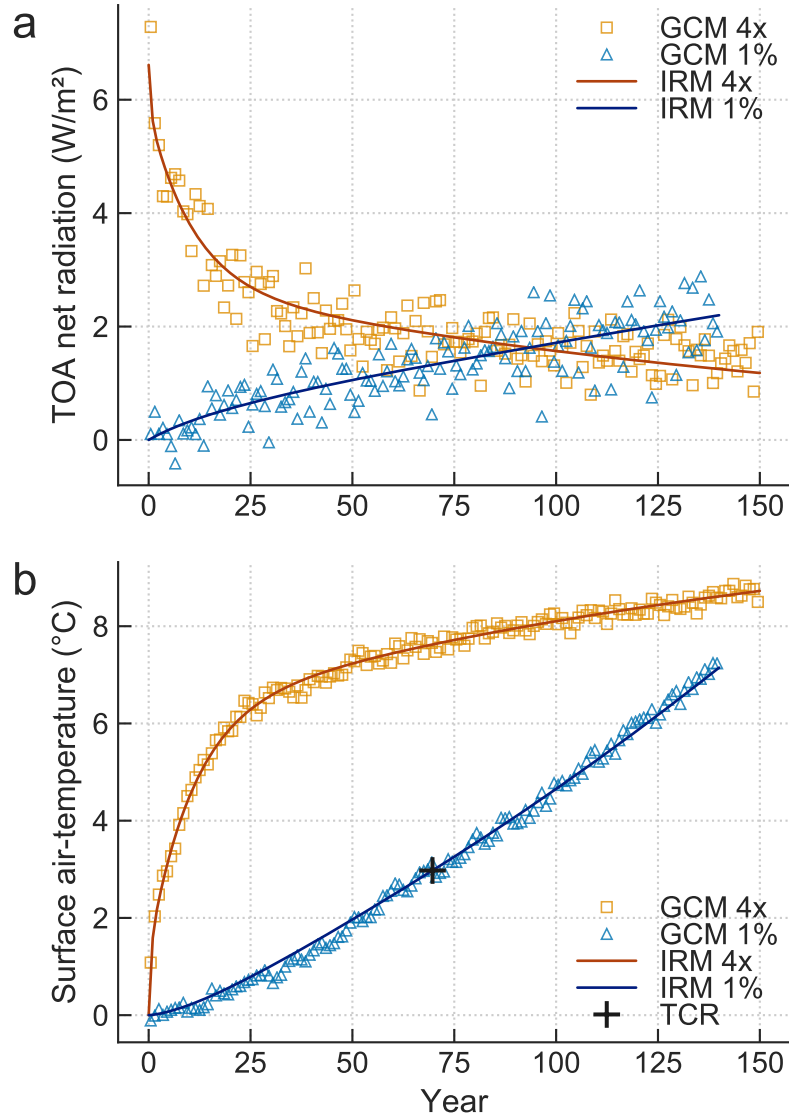 a
GCM 4x
GCM 1%
IRM 4x
IRM 1%
TOA net radiation (W/m²)
6
4
2
0
0 25 50 75 100 125 150
b
Surface air-temperature (°C)
8
6
4
2
0
GCM 4x
GCM 1%
IRM 4x
IRM 1%
TCR
0 25 50 75 100 125 150
Year